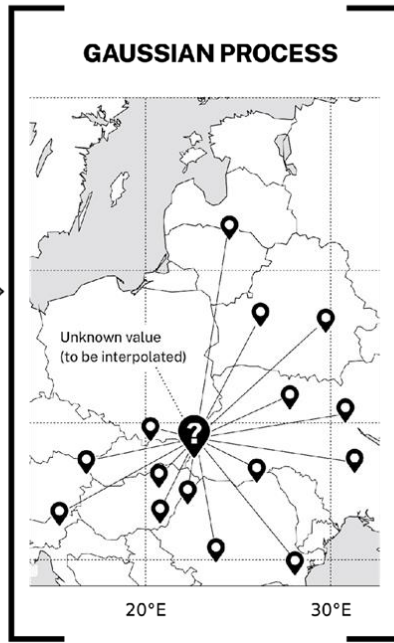 GAUSSIAN PROCESS
Unknown value
(to be interpolated)
?
20°E
30°E